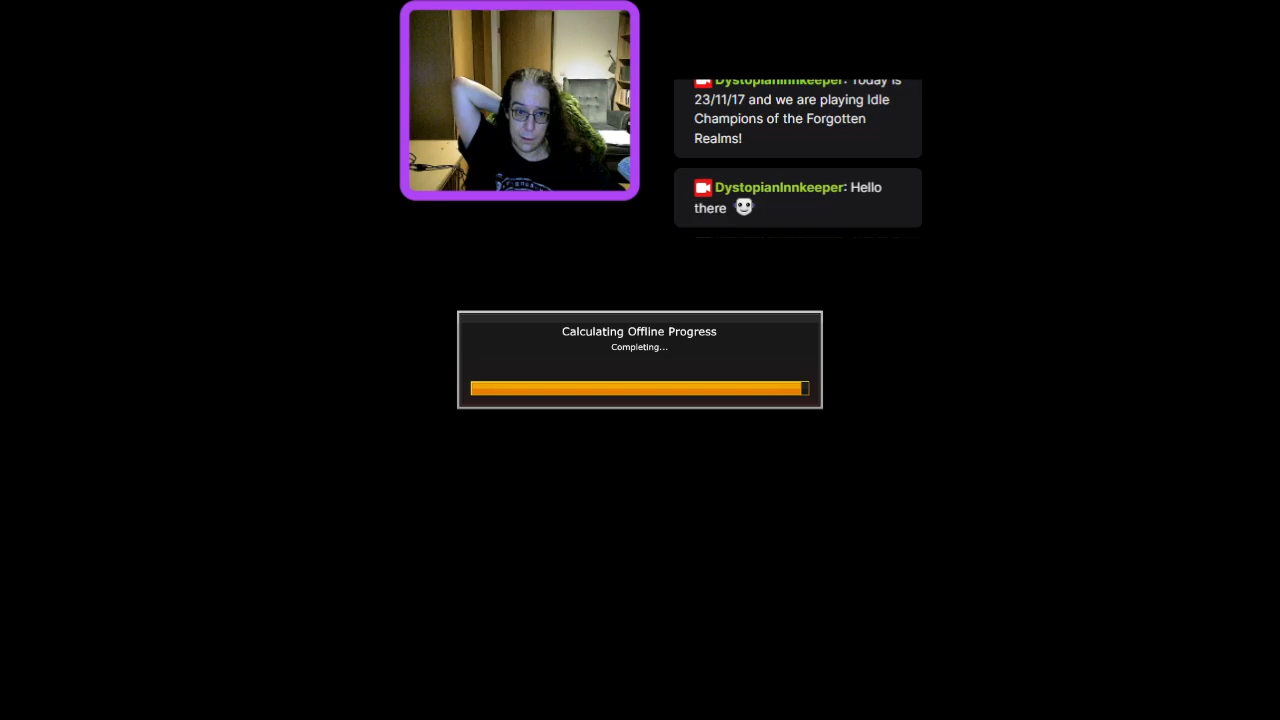 DystopianInnkeeper: Today is
23/11/17 and we are playing Idle
Champions of the Forgotten
Realms!
DystopianInnkeeper: Hello
there
Calculating Offline Progress
Completing...